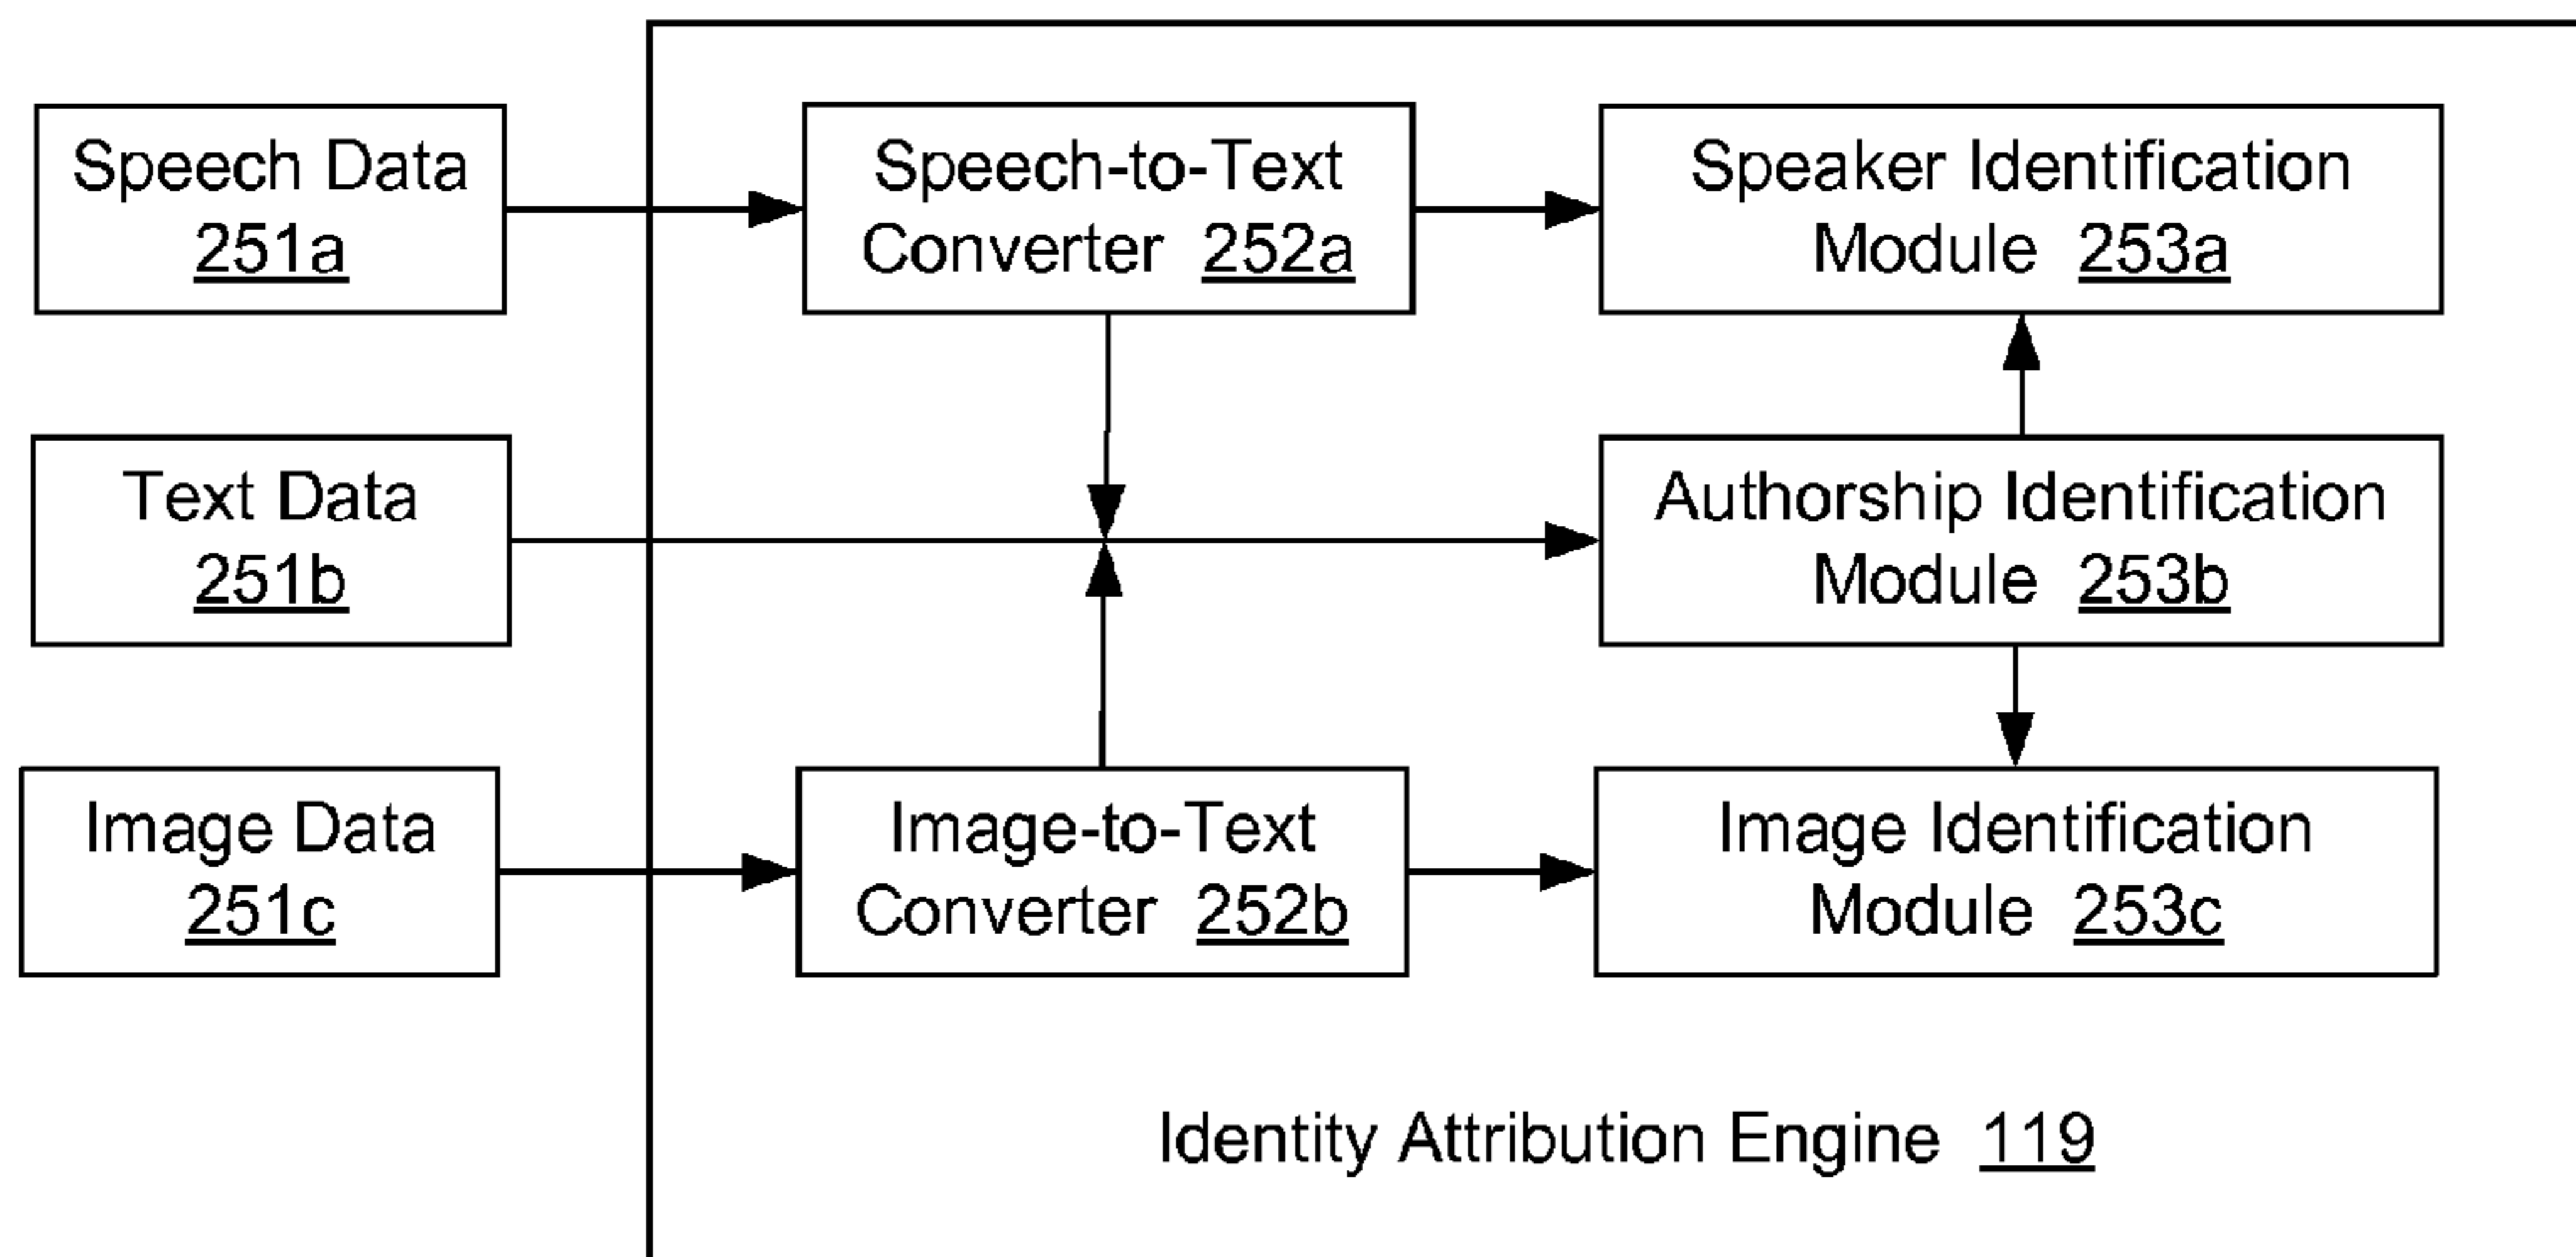 Speech Data
251a
Speech-to-Text
Converter 252a
Speaker Identification
Module 253a
Text Data
251b
Authorship Identification
Module 253b
Image Data
251c
Image-to-Text
Converter 252b
Image Identification
Module 253c
Identity Attribution Engine 119